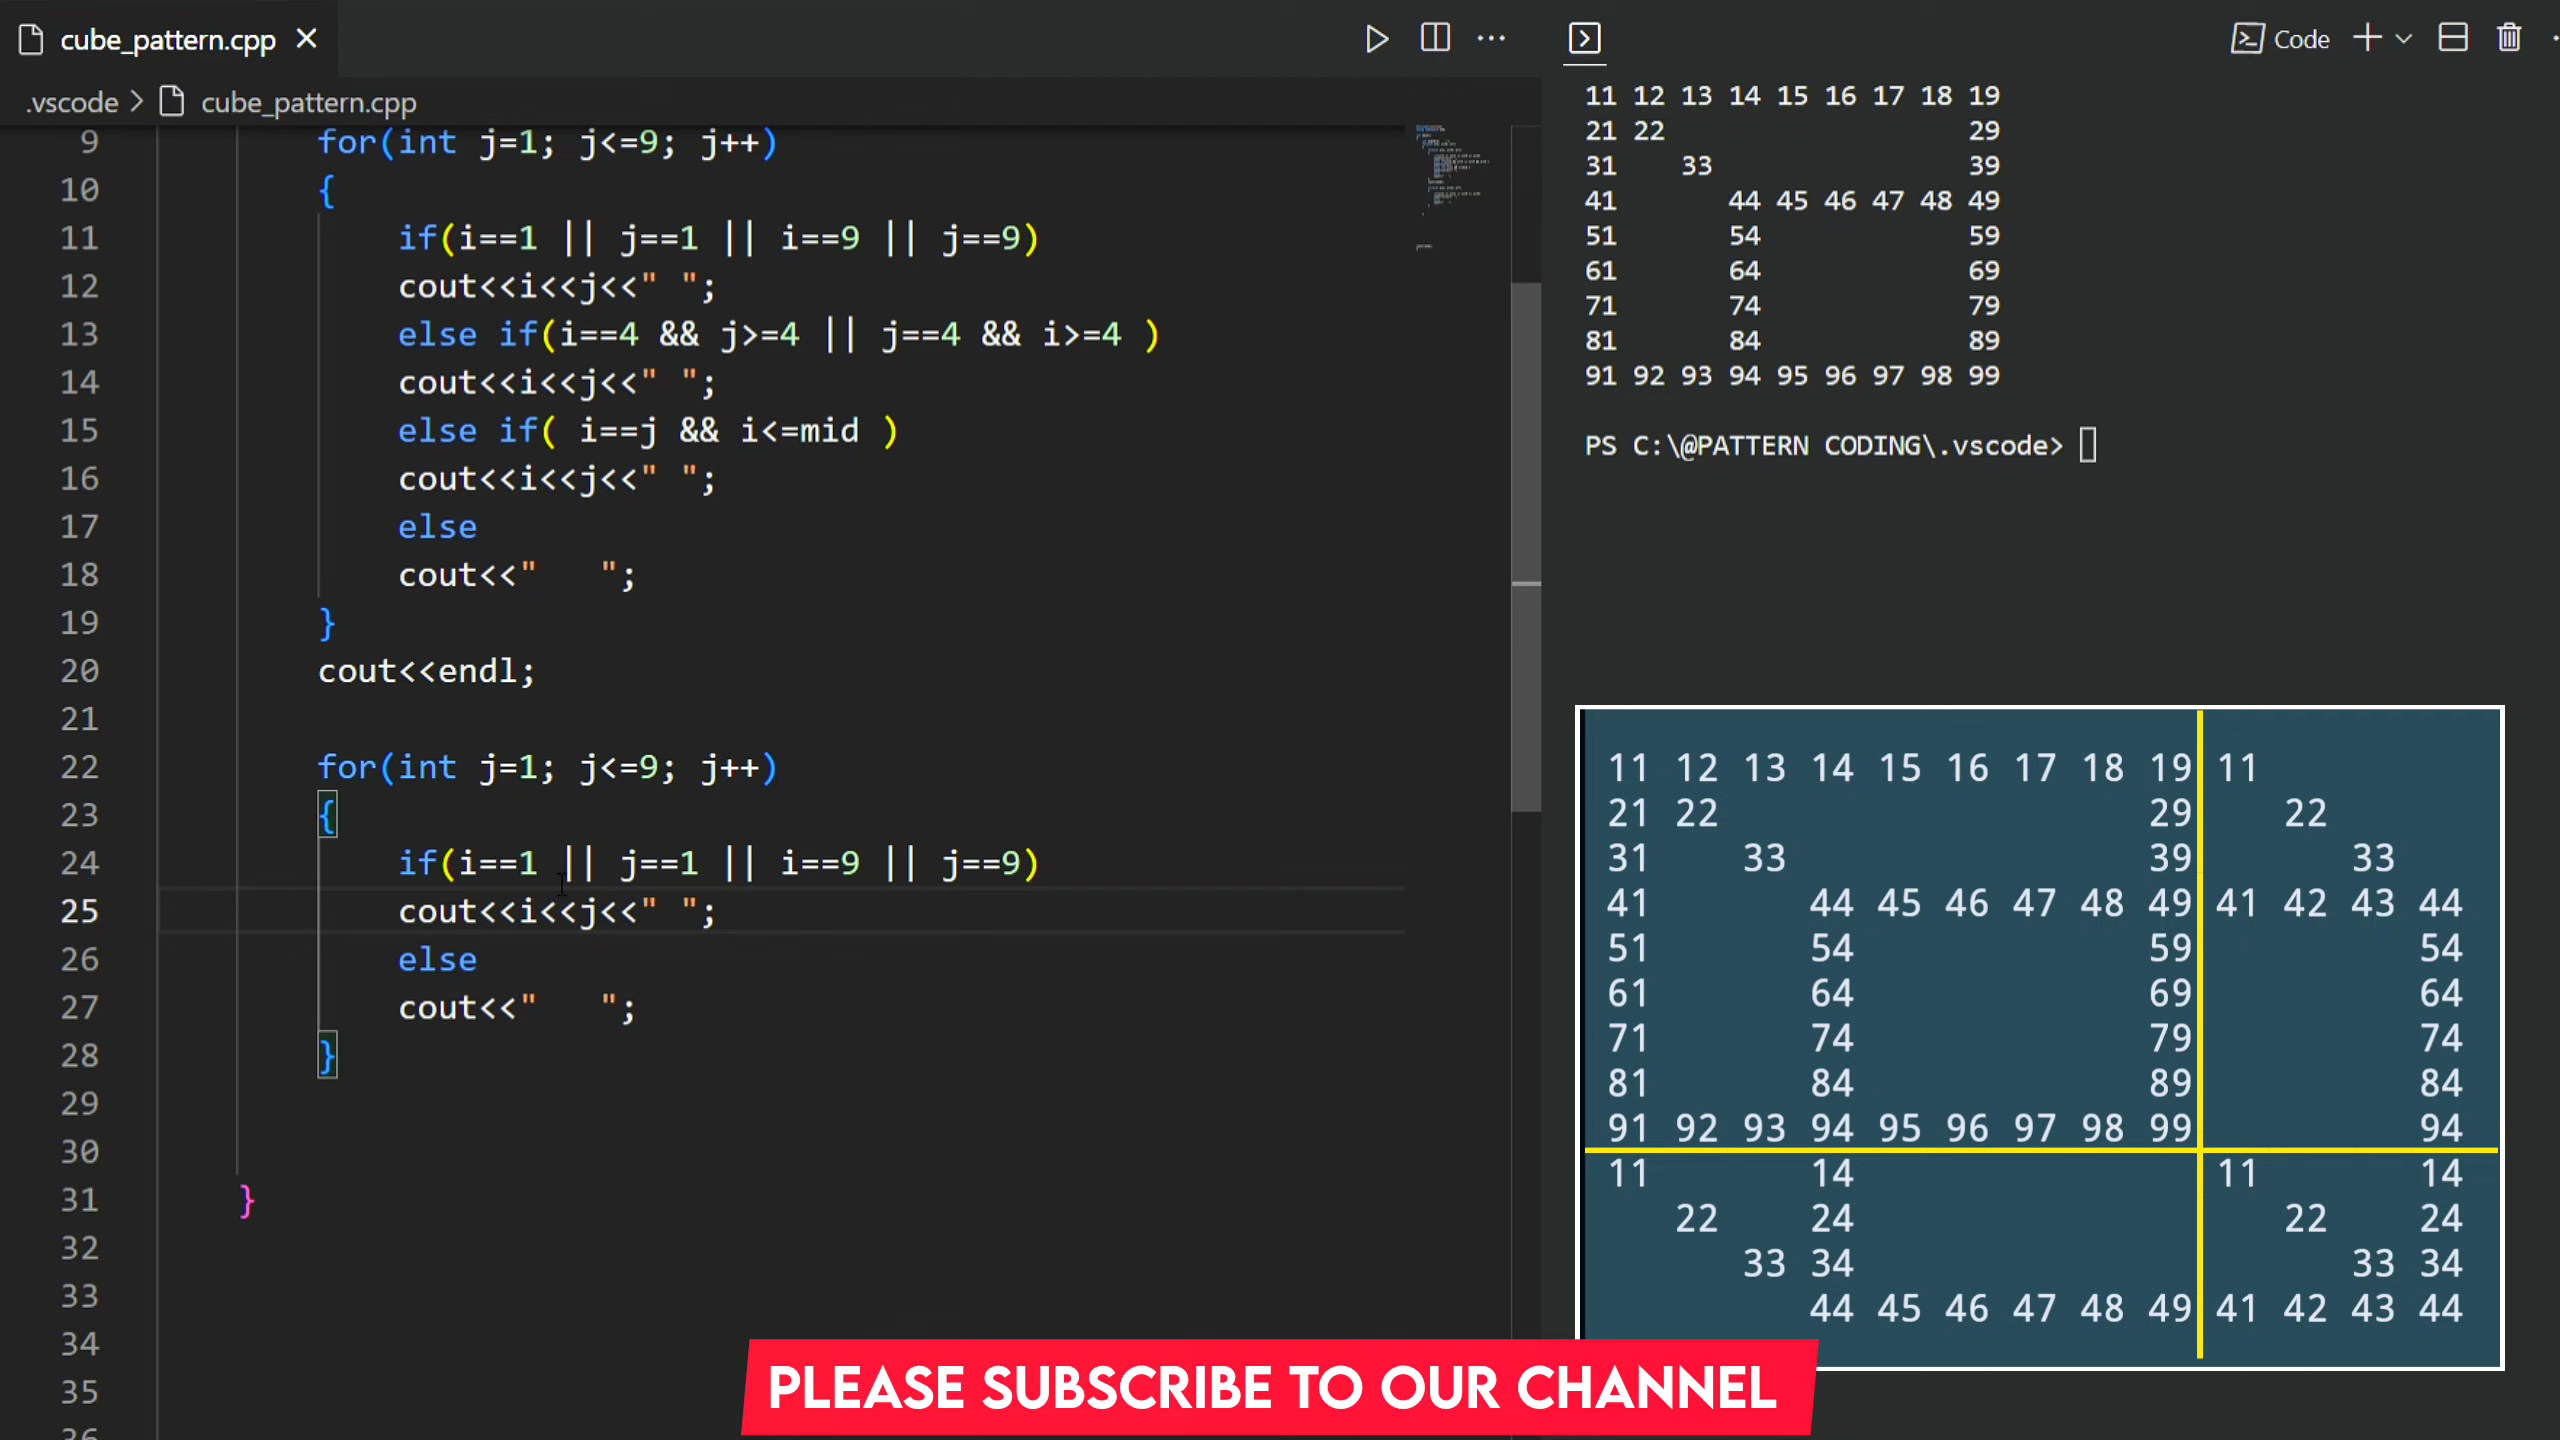 cube_pattern.cpp
.vscode > cube_pattern.cpp
9 for(int j=1; j<=9; j++)
10 {
11 if(i==1 || j==1 || i==9 || j==9)
12 cout<<i<<j<<" ";
13 else if(i==4 && j>=4 || j==4 && i>=4 )
14 cout<<i<<j<<" ";
15 else if( i==j && i<=mid )
16 cout<<i<<j<<" ";
17 else
18 cout<<"   ";
19 }
20 cout<<endl;
21
22 for(int j=1; j<=9; j++)
23 {
24 if(i==1 || j==1 || i==9 || j==9)
25 cout<<i<<j<<" ";
26 else
27 cout<<"   ";
28 }
29
30
31 }
32
33
34
35
36
Code
11 12 13 14 15 16 17 18 19
21 22 29
31 33 39
41 44 45 46 47 48 49
51 54 59
61 64 69
71 74 79
81 84 89
91 92 93 94 95 96 97 98 99
PS C:\@PATTERN CODING\.vscode>
11 12 13 14 15 16 17 18 19 11
21 22 29 22
31 33 39 33
41 44 45 46 47 48 49 41 42 43 44
51 54 59 54
61 64 69 64
71 74 79 74
81 84 89 84
91 92 93 94 95 96 97 98 99 94
11 14 11 14
22 24 22 24
33 34 33 34
44 45 46 47 48 49 41 42 43 44
PLEASE SUBSCRIBE TO OUR CHANNEL